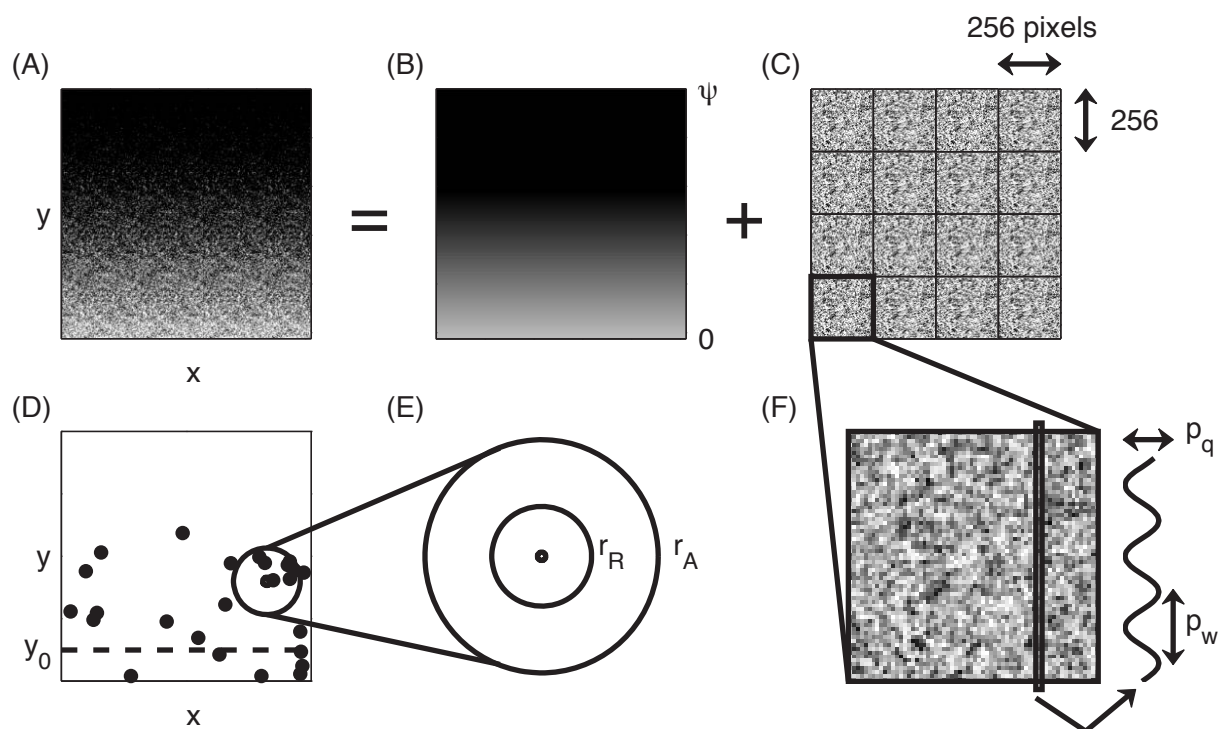 256 pixels
(A)
(B)
(C)
ψ
256
y
=
+
0
x
(D)
(E)
(F)
p_q
y
r_R
r_A
y_0
p_w
x